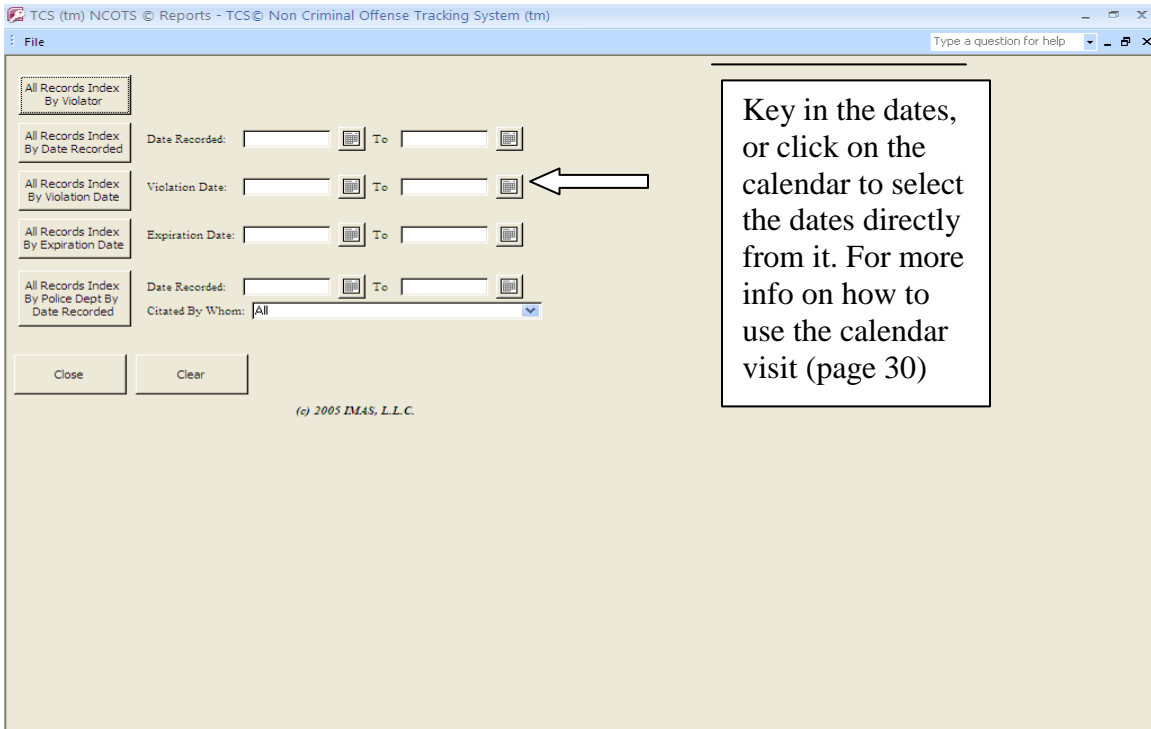 TCS (tm) NCOTS © Reports - TCS© Non Criminal Offense Tracking System (tm)
File
Type a question for help
All Records Index
By Violator
All Records Index
By Date Recorded
Date Recorded:
To
All Records Index
By Violation Date
Violation Date:
To
All Records Index
By Expiration Date
Expiration Date:
To
All Records Index
By Police Dept By
Date Recorded
Date Recorded:
To
Citated By Whom: All
Close
Clear
(c) 2005 IMAS, L.L.C.
Key in the dates,
or click on the
calendar to select
the dates directly
from it. For more
info on how to
use the calendar
visit (page 30)